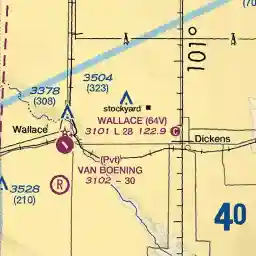 (70
101°
3504
(323)
3378
(308)
stockyard
WALLACE (64V)
3101 L 28 122.9 C
Wallace
Dickens
(Pvt)
VAN BOENING
3102 - 30
R
3528
(210)
40